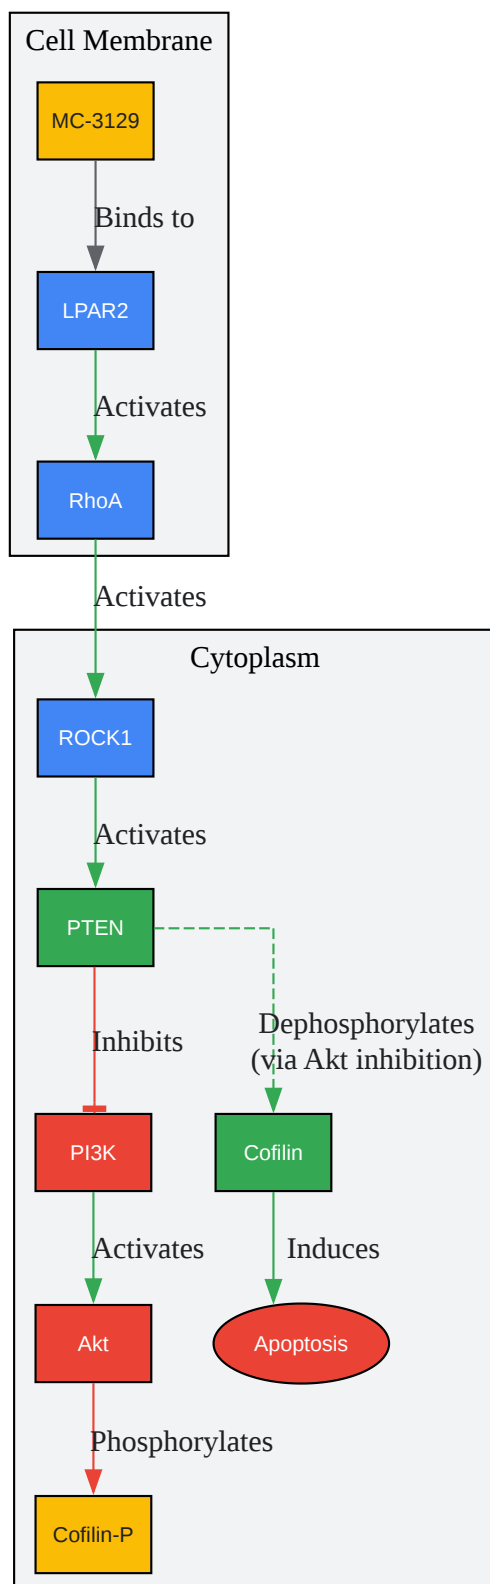 Cell Membrane
MC-3129
Binds to
LPAR2
Activates
RhoA
Activates
Cytoplasm
ROCK1
Activates
PTEN
Inhibits
Dephosphorylates
(via Akt inhibition)
PI3K
Cofilin
Activates
Induces
Akt
Apoptosis
Phosphorylates
Cofilin-P